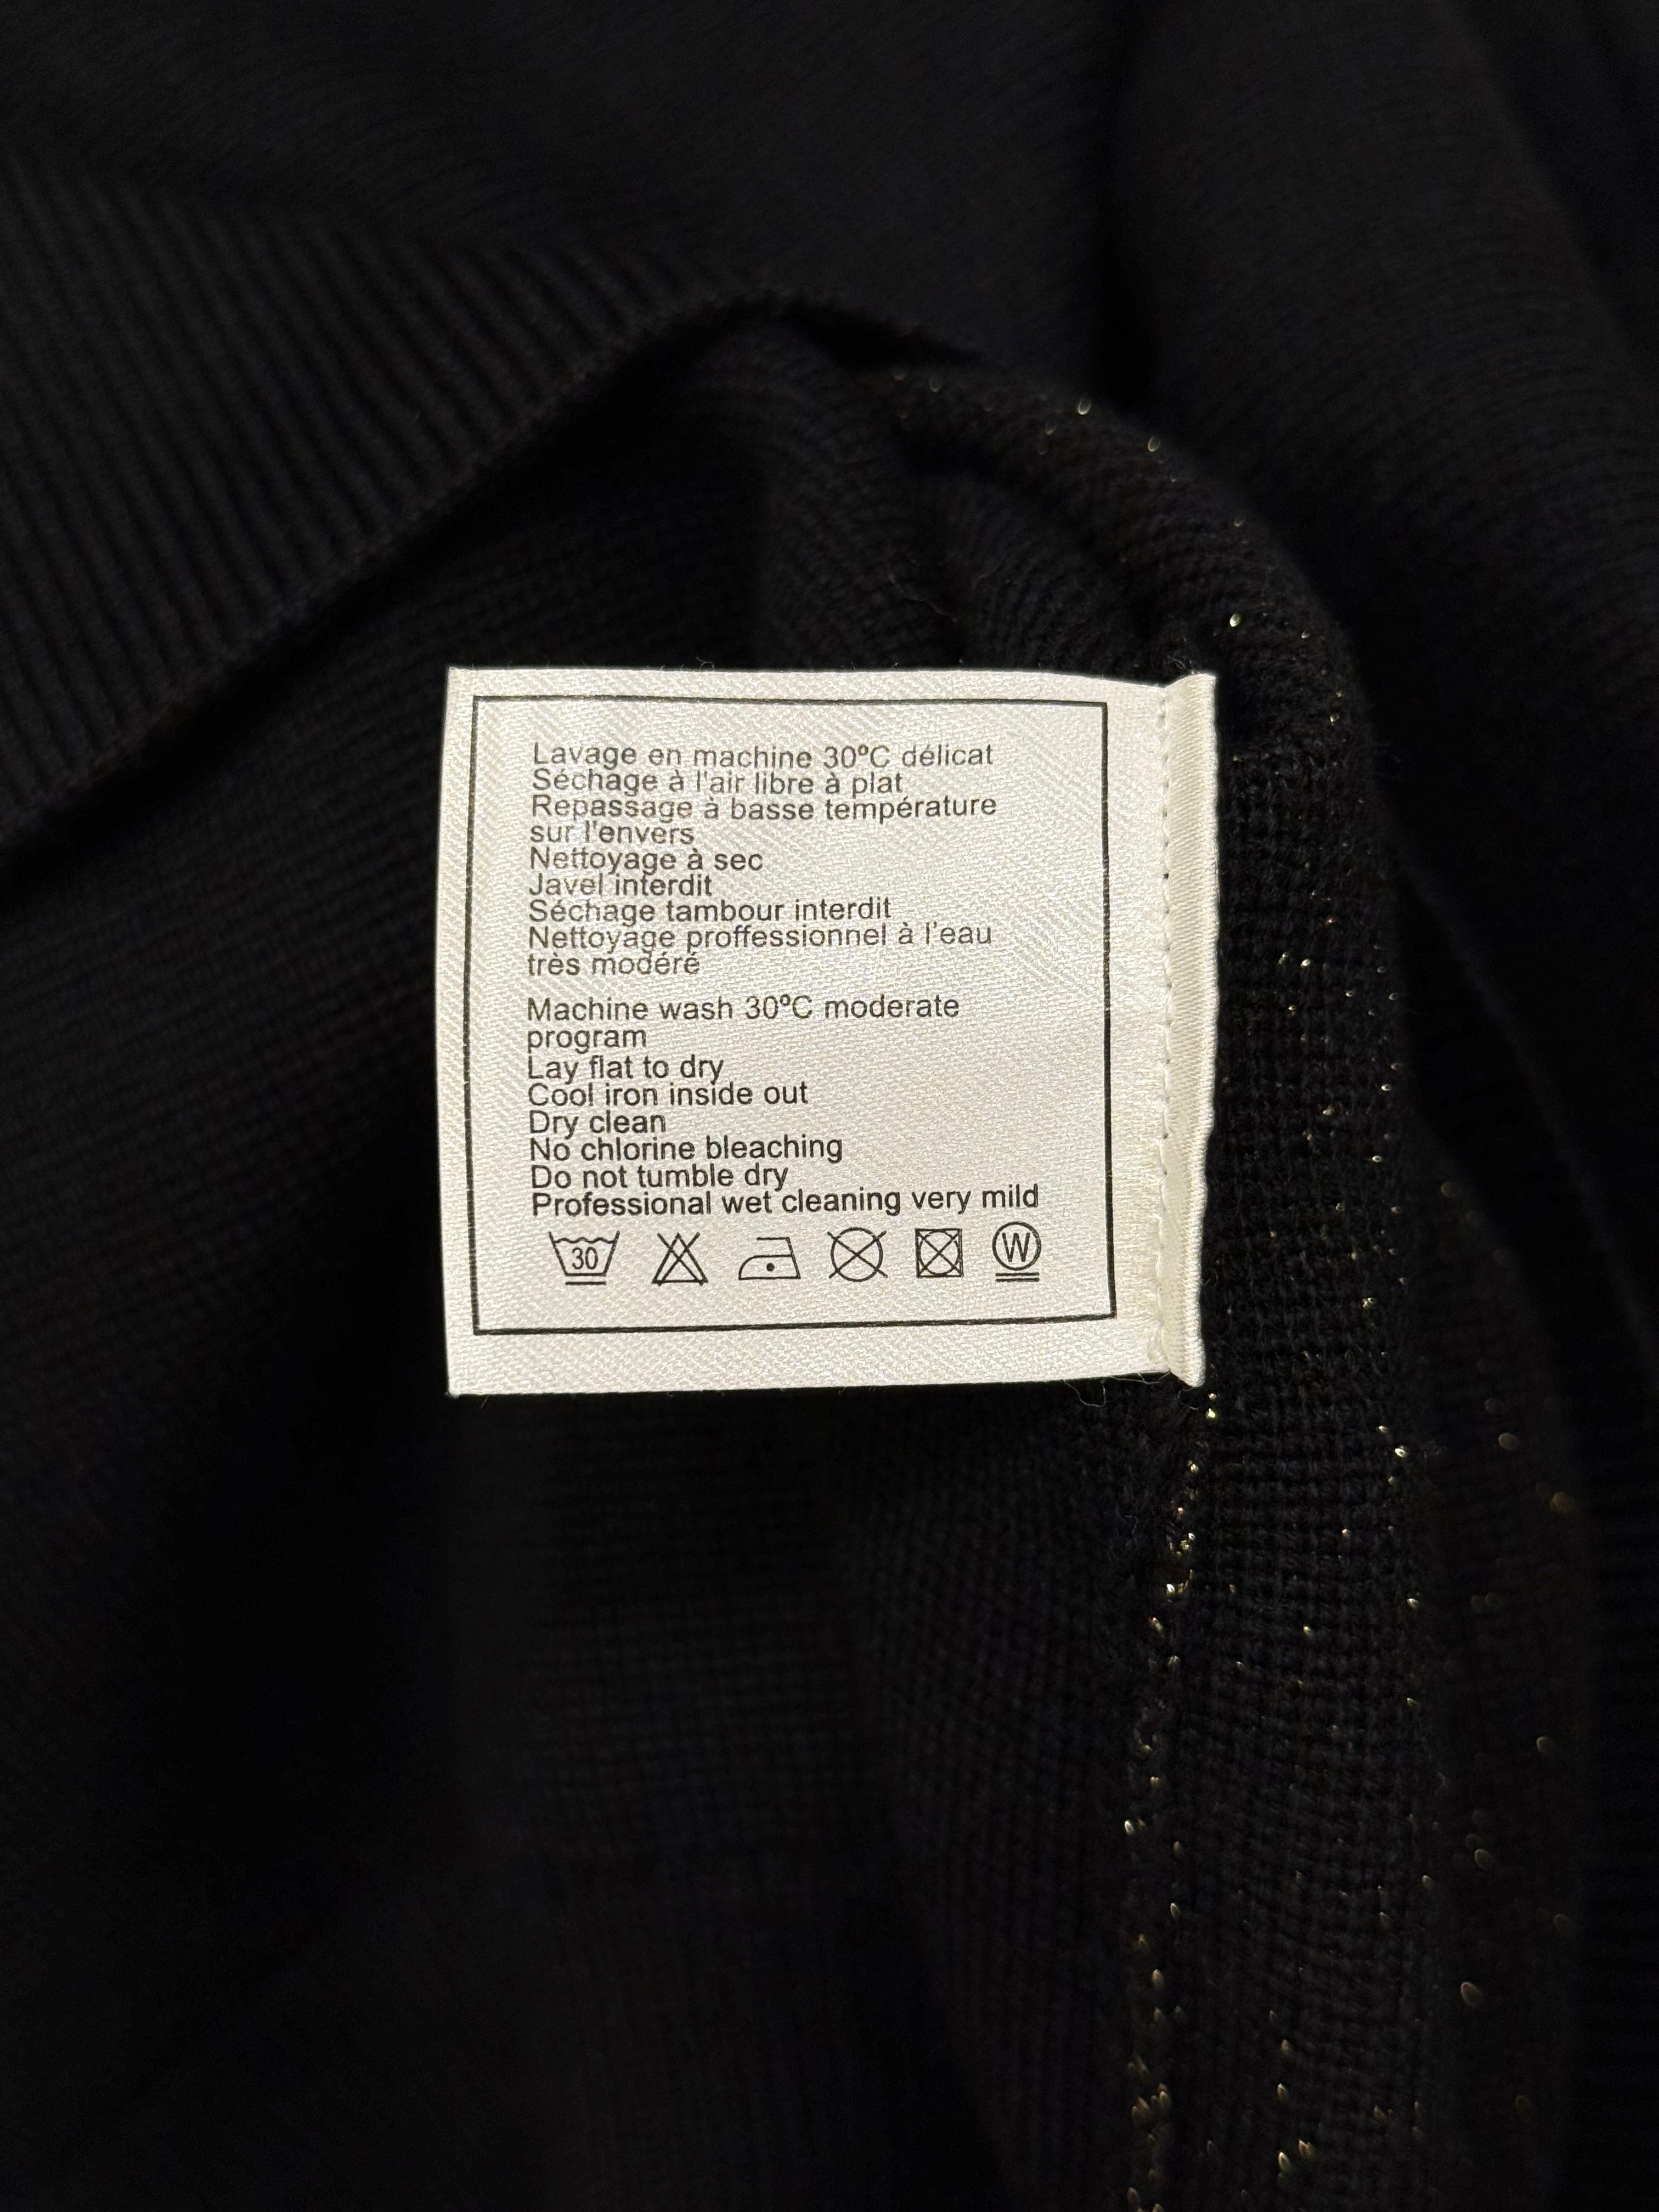 Lavage en machine 30ºC délicat
Séchage à l'air libre à plat
Repassage à basse température
sur l'envers
Nettoyage à sec
Javel interdit
Séchage tambour interdit
Nettoyage proffessionnel à l'eau
très modéré
Machine wash 30ºC moderate
program
Lay flat to dry
Cool iron inside out
Dry clean
No chlorine bleaching
Do not tumble dry
Professional wet cleaning very mild
30 W